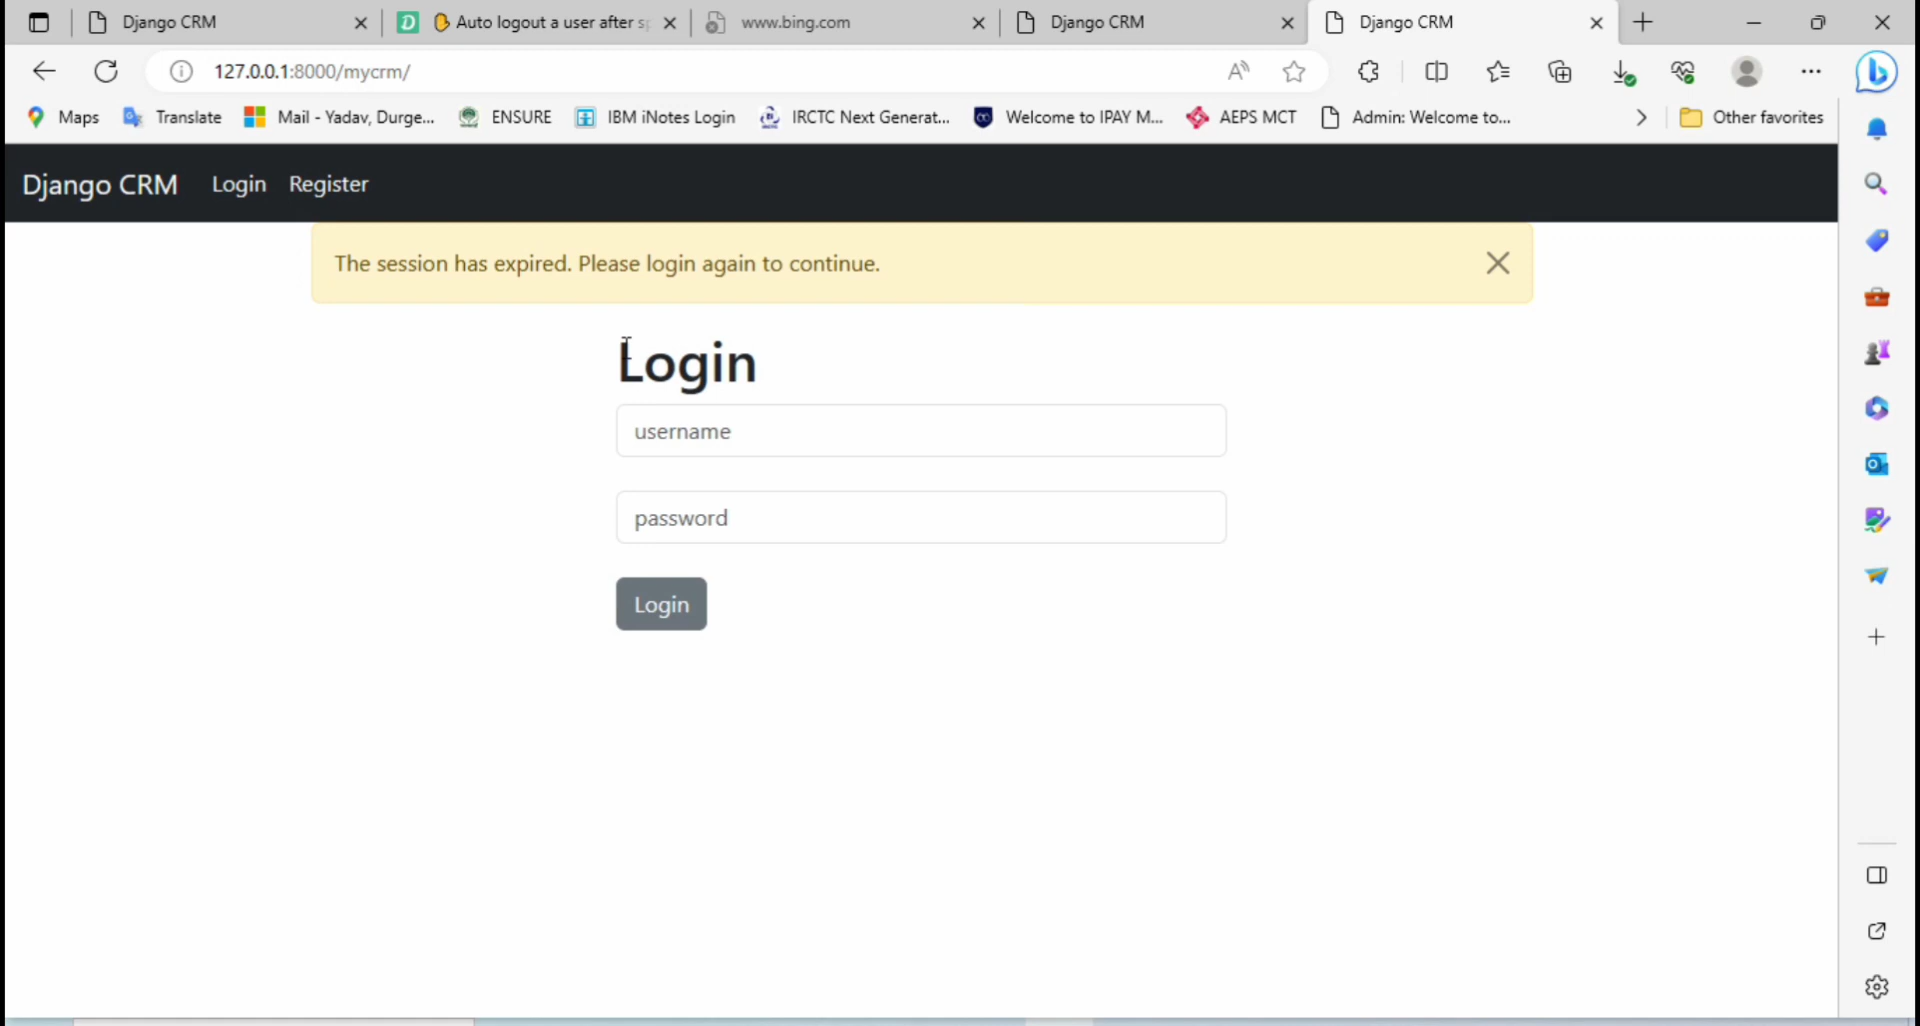 Django CRM
Auto logout a user after s
www.bing.com
Django CRM
Django CRM
127.0.0.1:8000/mycrm/
Maps
Translate
Mail - Yadav, Durge...
ENSURE
IBM iNotes Login
IRCTC Next Generat...
Welcome to IPAY M...
AEPS MCT
Admin: Welcome to...
Other favorites
Django CRM Login Register
The session has expired. Please login again to continue.
Login
username
password
Login